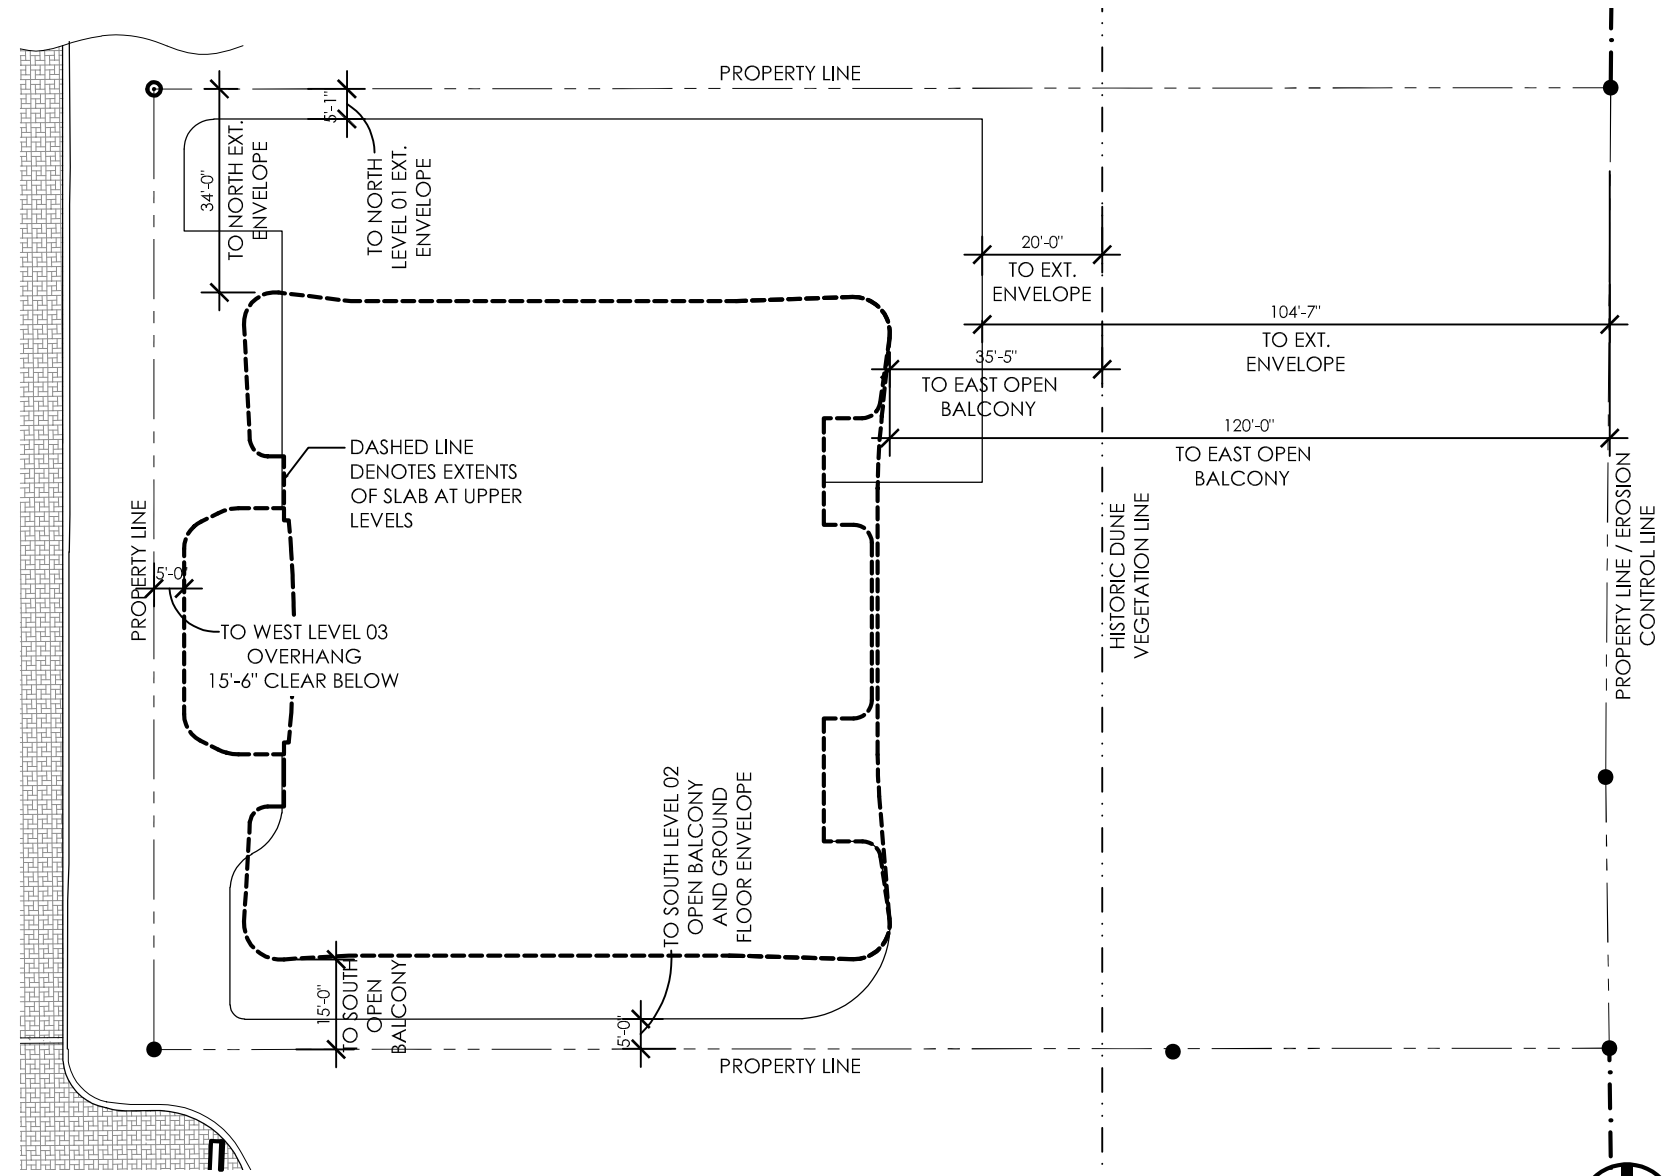 PROPERTY LINE
5'-1"
34'-0"
TO NORTH EXT.
ENVELOPE
TO NORTH
LEVEL 01 EXT.
ENVELOPE
20'-0"
TO EXT.
ENVELOPE
104'-7"
TO EXT.
ENVELOPE
35'-5"
TO EAST OPEN
BALCONY
120'-0"
TO EAST OPEN
BALCONY
DASHED LINE
DENOTES EXTENTS
OF SLAB AT UPPER
LEVELS
PROPERTY LINE
5'-0"
TO WEST LEVEL 03
OVERHANG
15'-6" CLEAR BELOW
HISTORIC DUNE
VEGETATION LINE
PROPERTY LINE / EROSION
CONTROL LINE
TO SOUTH LEVEL 02
OPEN BALCONY
AND GROUND
FLOOR ENVELOPE
15'-0"
TO SOUTH
OPEN
BALCONY
5'-0"
PROPERTY LINE